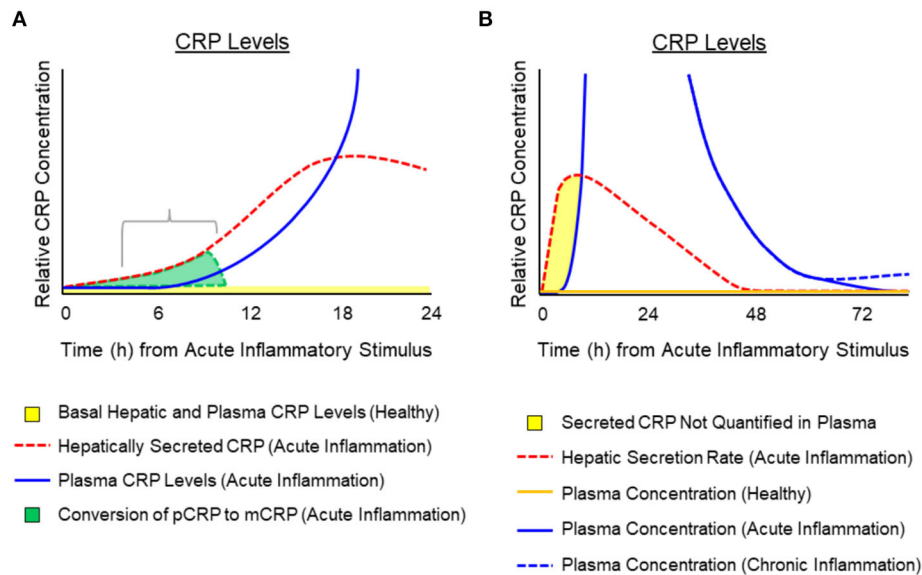 A
CRP Levels
Relative CRP Concentration
0 6 12 18 24
Time (h) from Acute Inflammatory Stimulus
Basal Hepatic and Plasma CRP Levels (Healthy)
Hepatically Secreted CRP (Acute Inflammation)
Plasma CRP Levels (Acute Inflammation)
Conversion of pCRP to mCRP (Acute Inflammation)
B
CRP Levels
Relative CRP Concentration
0 24 48 72
Time (h) from Acute Inflammatory Stimulus
Secreted CRP Not Quantified in Plasma
Hepatic Secretion Rate (Acute Inflammation)
Plasma Concentration (Healthy)
Plasma Concentration (Acute Inflammation)
Plasma Concentration (Chronic Inflammation)